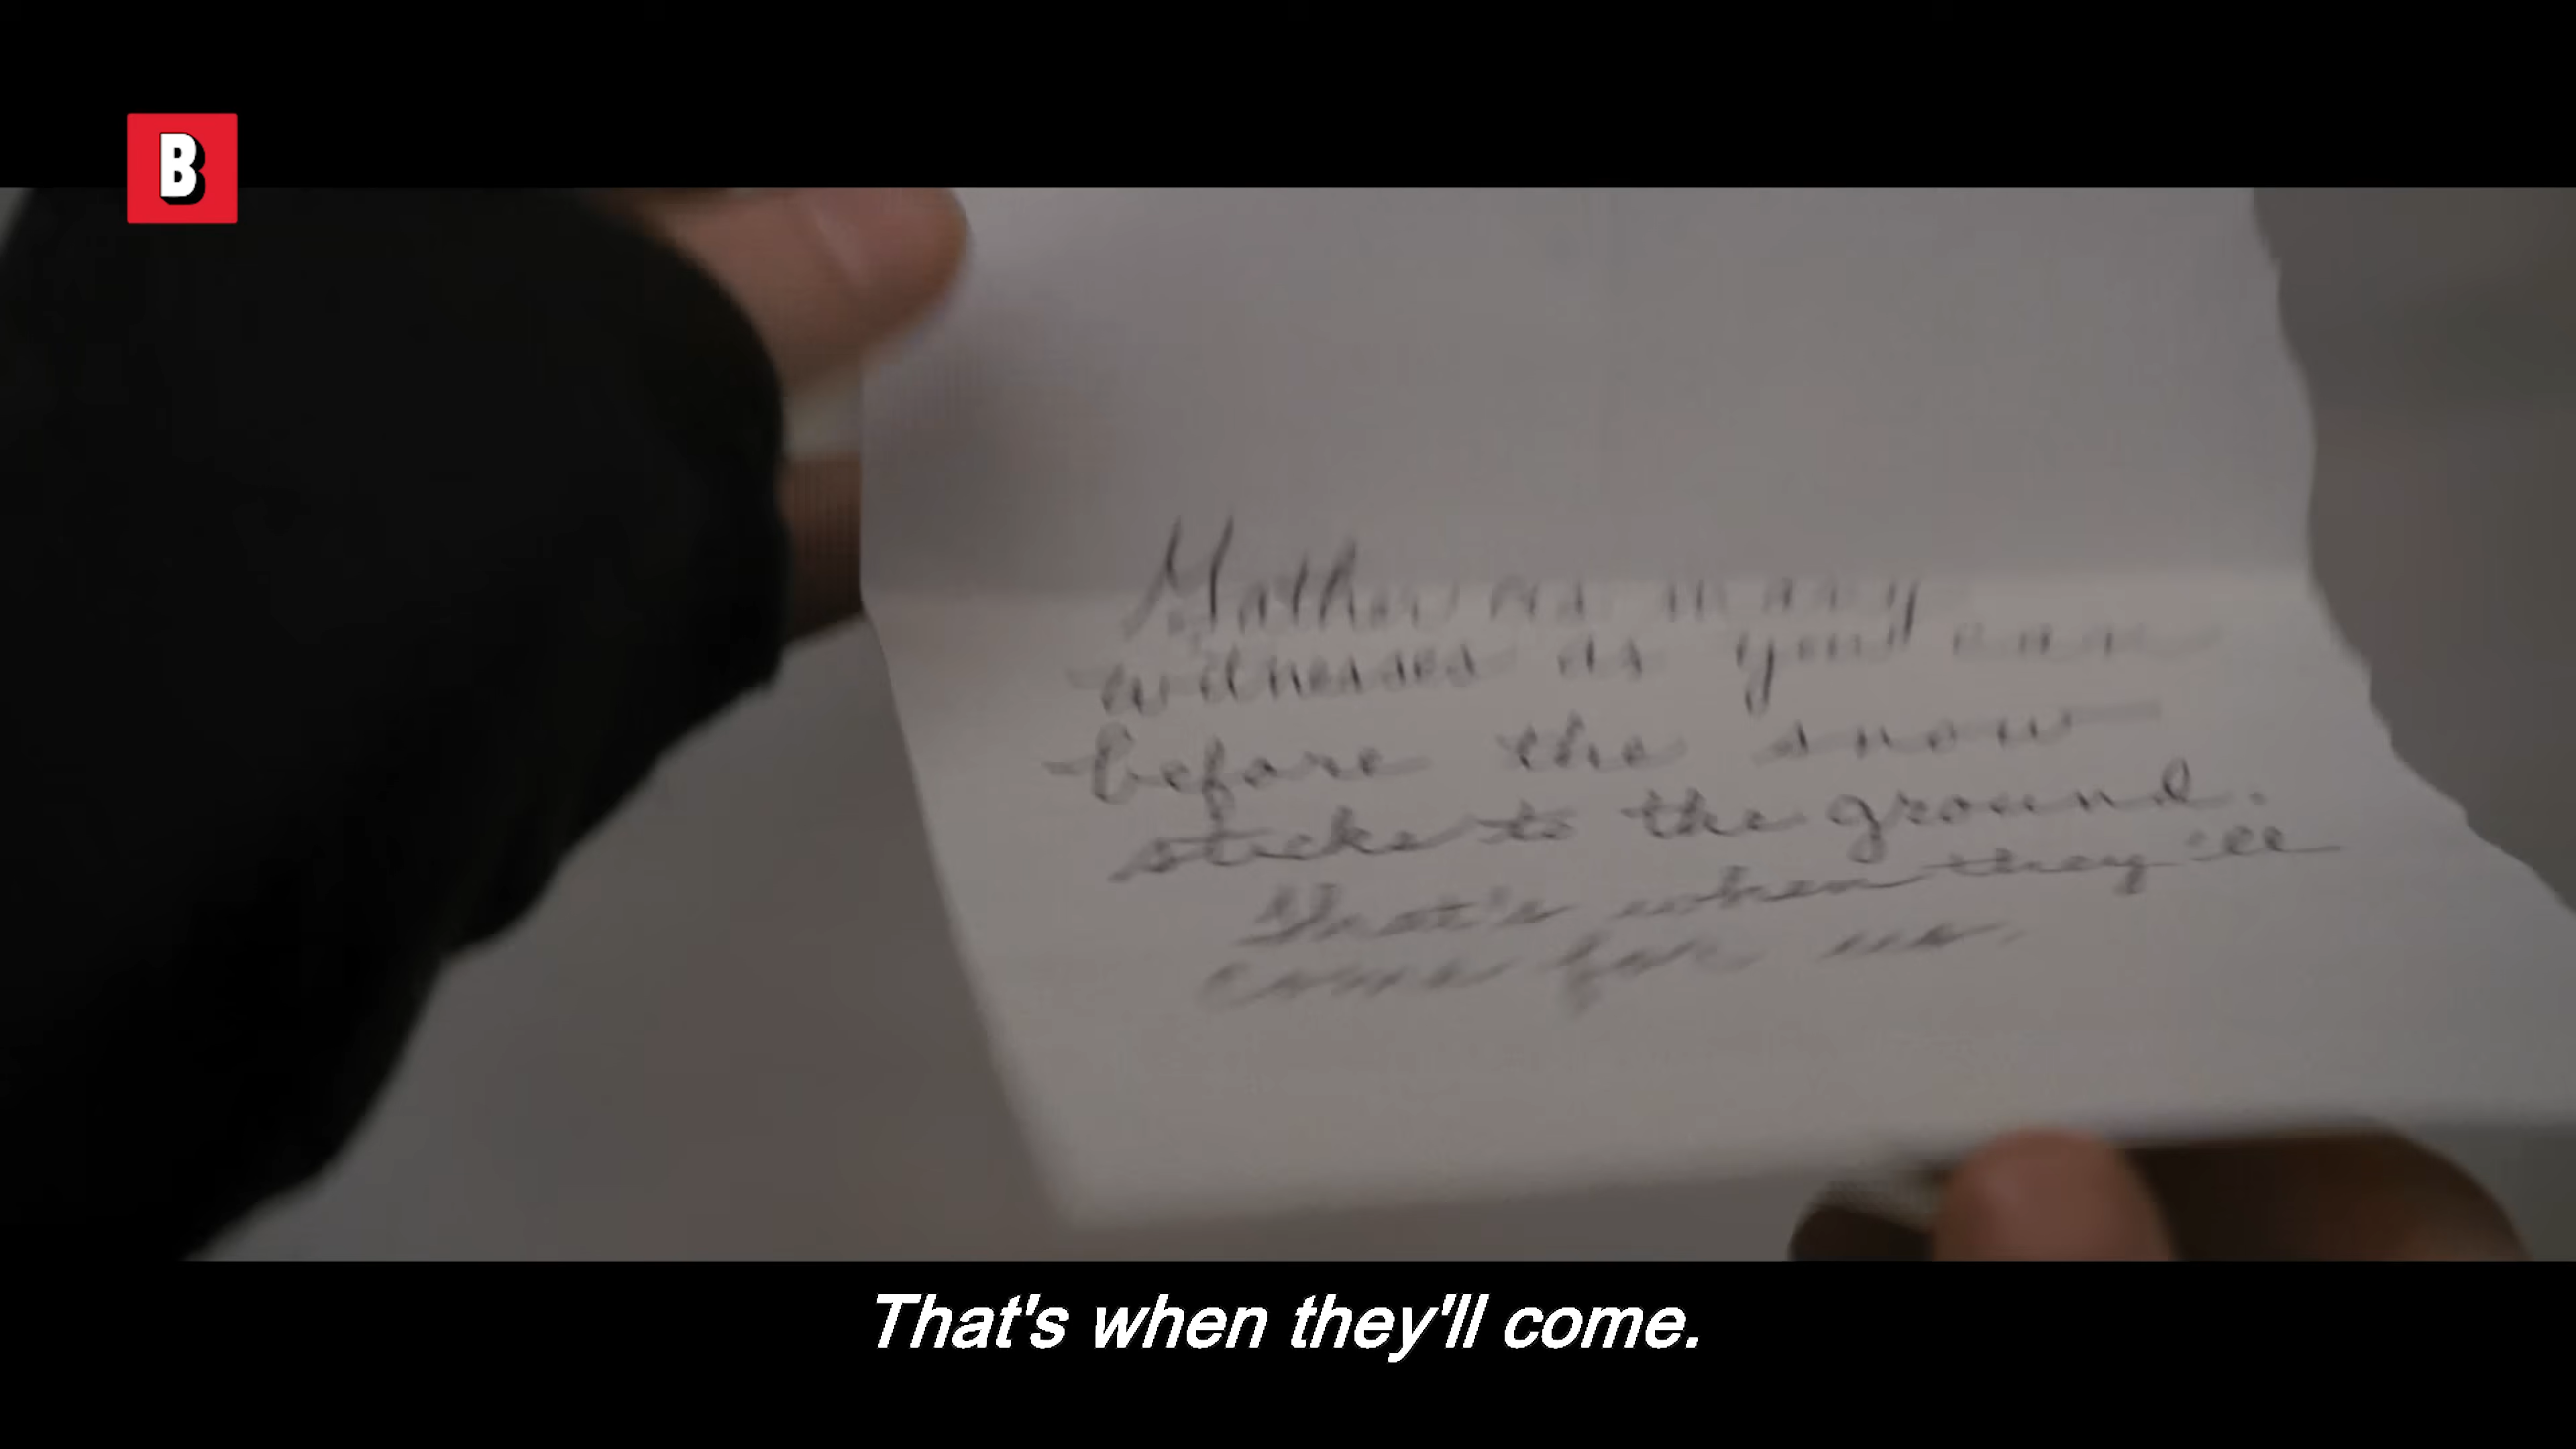 B
Gather as many
witnesses as you can
before the snow
sticks to the ground.
That's when they'll
come for us.
That's when they'll come.